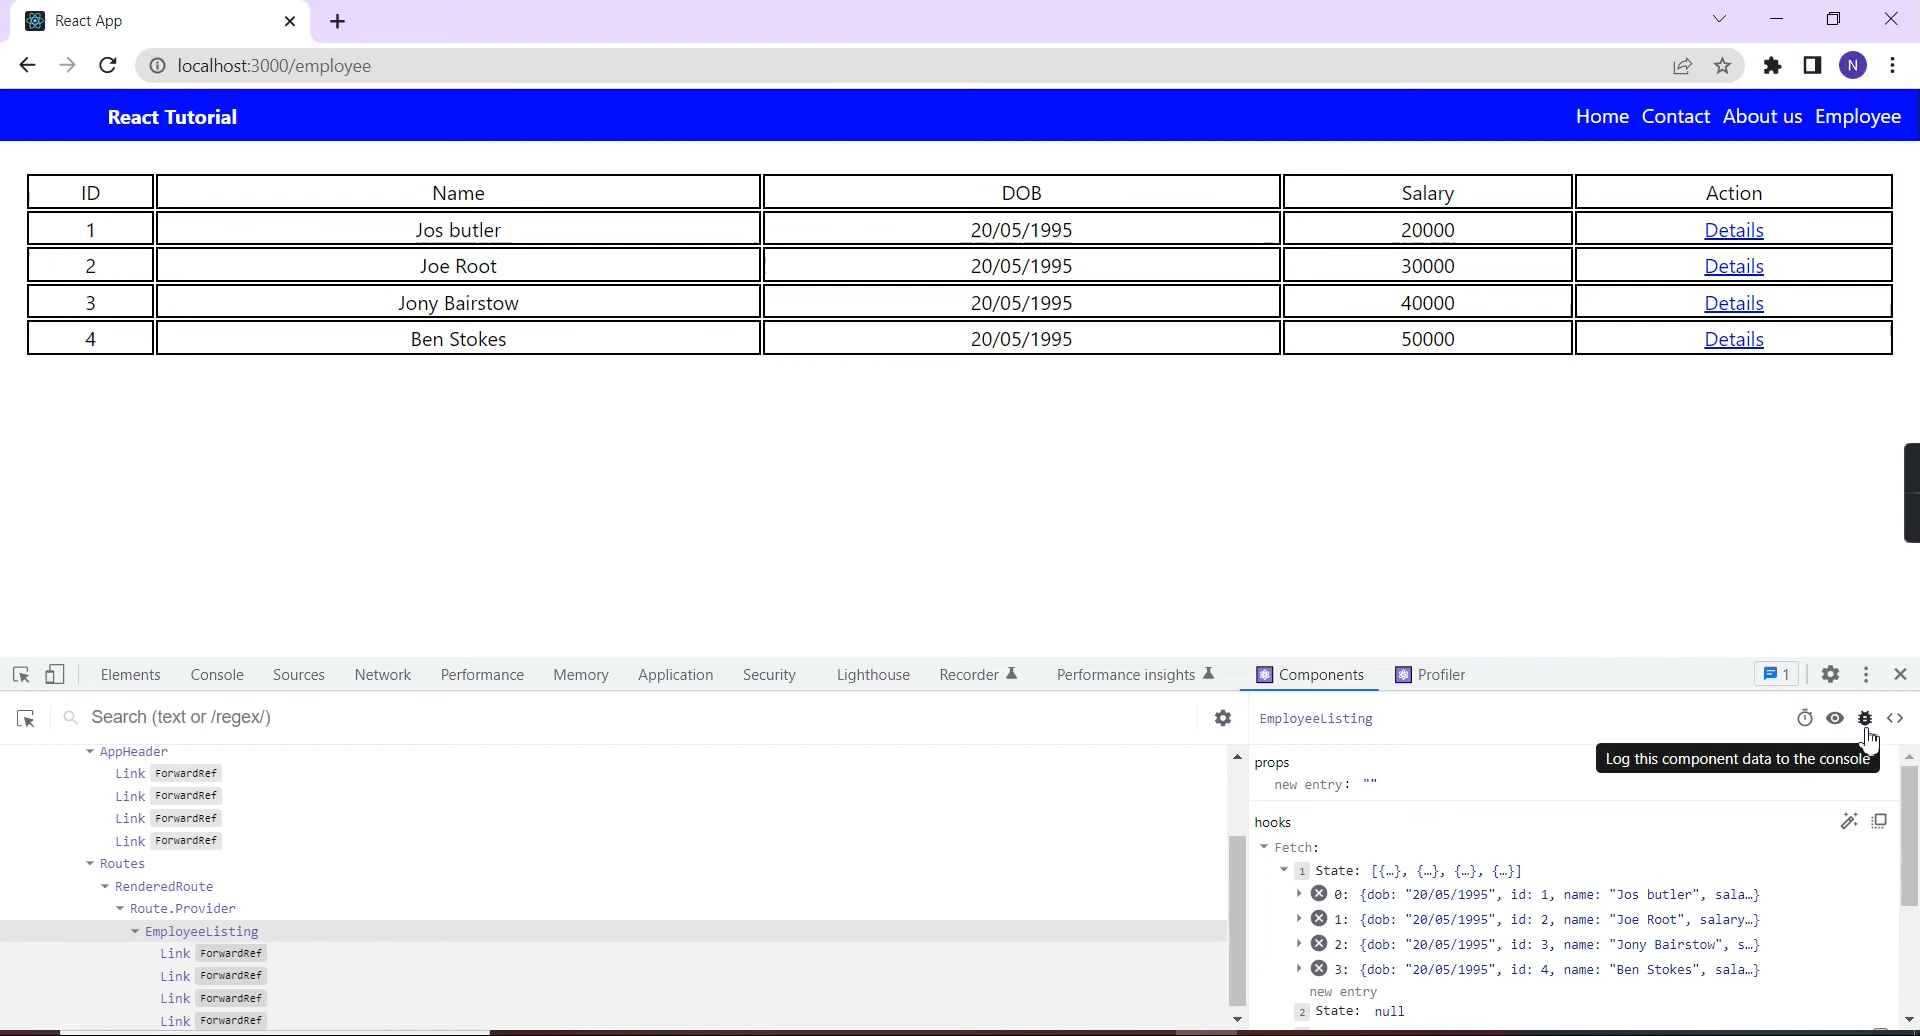 React App
localhost:3000/employee
N
React Tutorial
Home Contact About us Employee
ID Name DOB Salary Action
1 Jos butler 20/05/1995 20000 Details
2 Joe Root 20/05/1995 30000 Details
3 Jony Bairstow 20/05/1995 40000 Details
4 Ben Stokes 20/05/1995 50000 Details
Elements Console Sources Network Performance Memory Application Security Lighthouse Recorder Performance insights Components Profiler 1
Search (text or /regex/)
AppHeader
Link ForwardRef
Link ForwardRef
Link ForwardRef
Link ForwardRef
Routes
RenderedRoute
Route.Provider
EmployeeListing
Link ForwardRef
Link ForwardRef
Link ForwardRef
Link ForwardRef
EmployeeListing
Log this component data to the console
props
new entry: ""
hooks
Fetch:
1 State: [{…}, {…}, {…}, {…}]
0: {dob: "20/05/1995", id: 1, name: "Jos butler", sala…}
1: {dob: "20/05/1995", id: 2, name: "Joe Root", salary…}
2: {dob: "20/05/1995", id: 3, name: "Jony Bairstow", s…}
3: {dob: "20/05/1995", id: 4, name: "Ben Stokes", sala…}
new entry
2 State: null